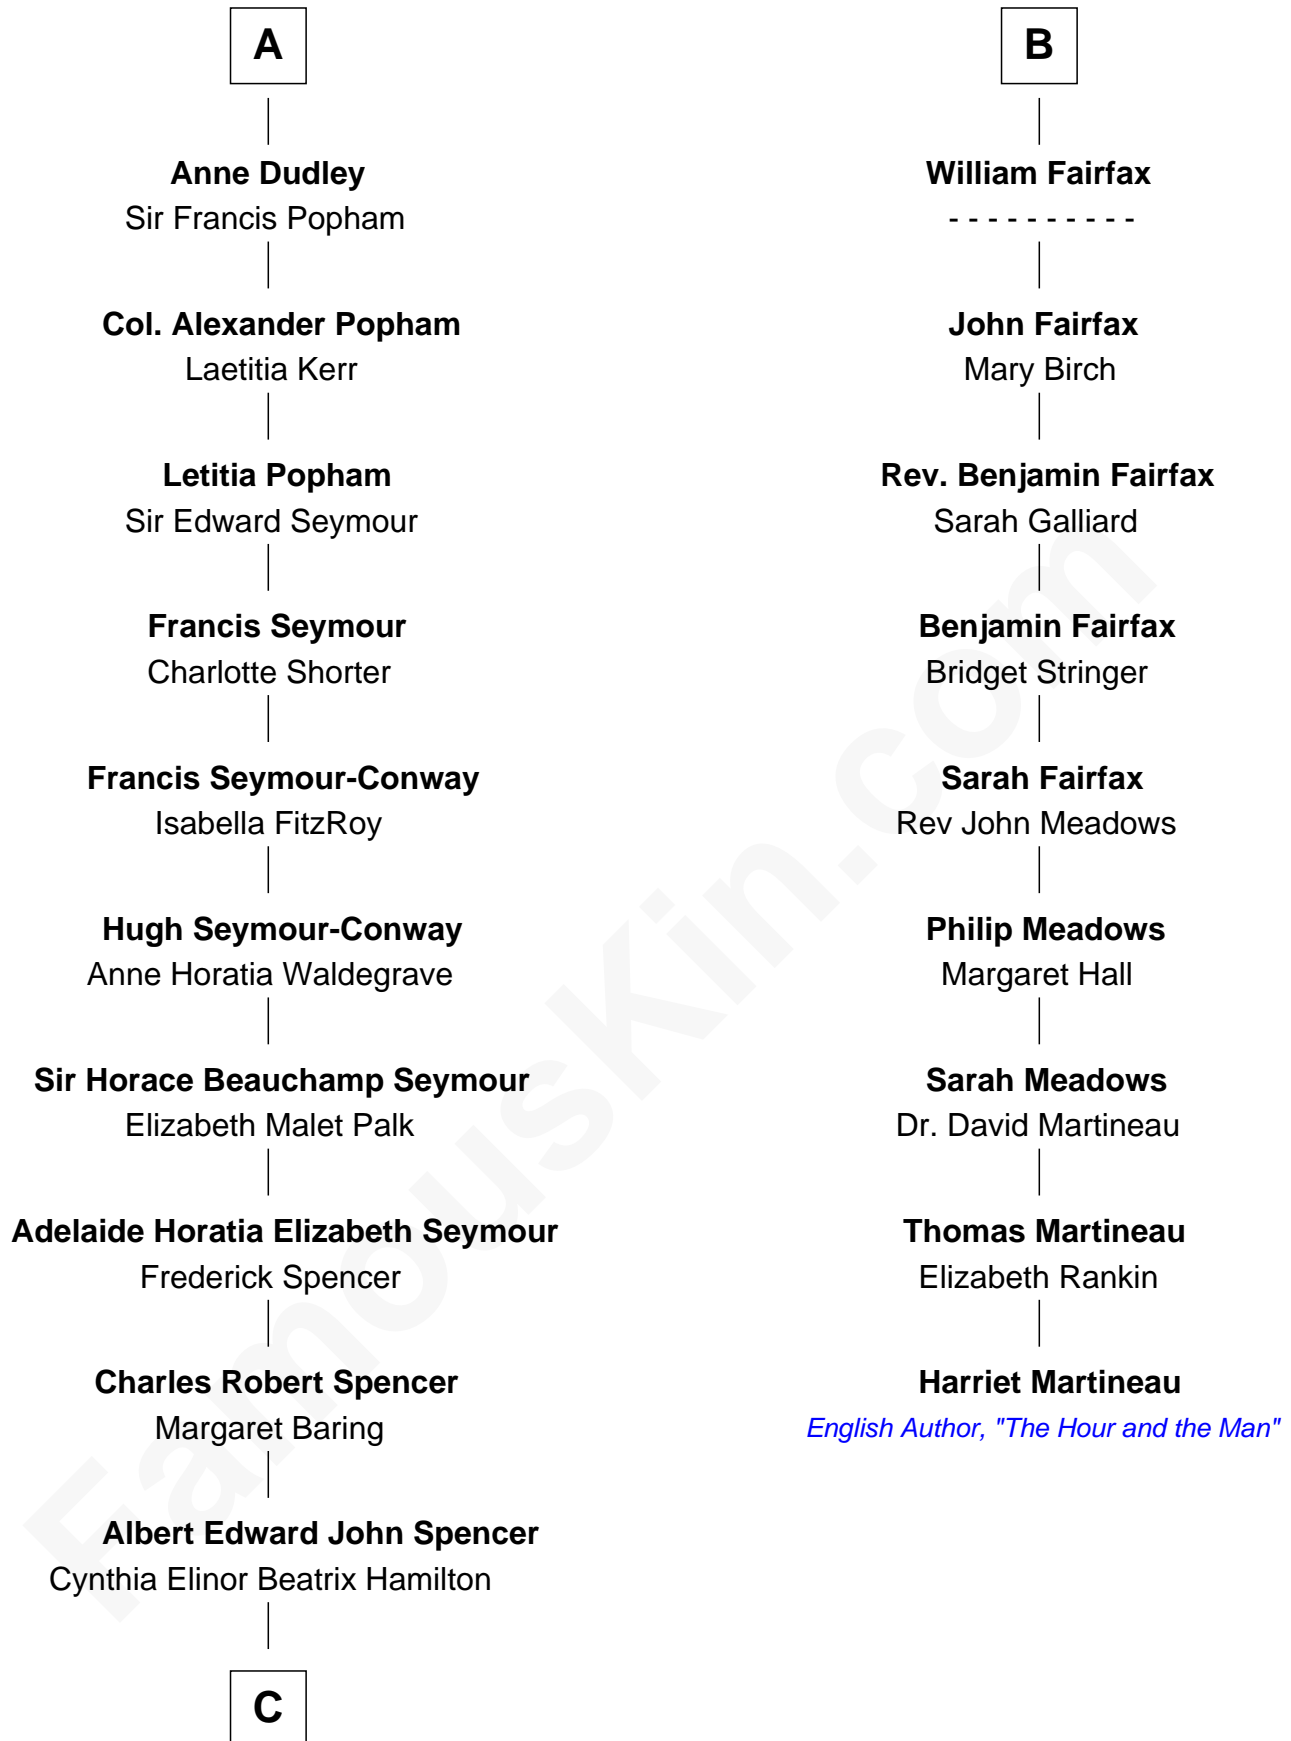 A
Anne Dudley
Sir Francis Popham
Col. Alexander Popham
Laetitia Kerr
Letitia Popham
Sir Edward Seymour
Francis Seymour
Charlotte Shorter
Francis Seymour-Conway
Isabella FitzRoy
Hugh Seymour-Conway
Anne Horatia Waldegrave
Sir Horace Beauchamp Seymour
Elizabeth Malet Palk
Adelaide Horatia Elizabeth Seymour
Frederick Spencer
Charles Robert Spencer
Margaret Baring
Albert Edward John Spencer
Cynthia Elinor Beatrix Hamilton
C
B
William Fairfax
- - - - - - - - - -
John Fairfax
Mary Birch
Rev. Benjamin Fairfax
Sarah Galliard
Benjamin Fairfax
Bridget Stringer
Sarah Fairfax
Rev John Meadows
Philip Meadows
Margaret Hall
Sarah Meadows
Dr. David Martineau
Thomas Martineau
Elizabeth Rankin
Harriet Martineau
English Author, "The Hour and the Man"
FamousKin.com